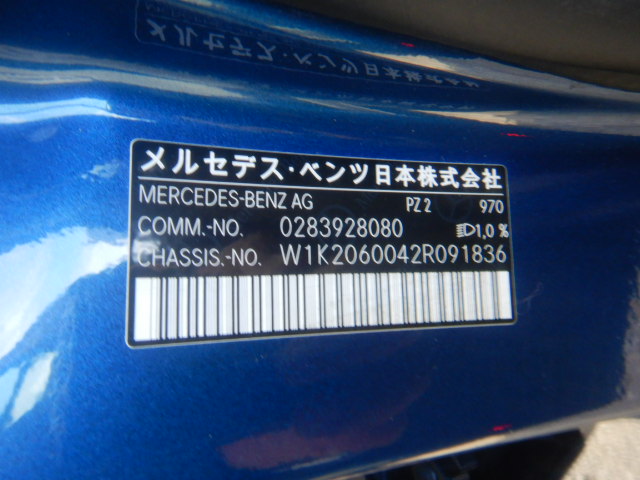 メルセデス・ベンツ日本株式会社
MERCEDES-BENZ AG PZ 2 970
COMM.-NO. 0283928080 1,0 %
CHASSIS.-NO. W1K2060042R091836